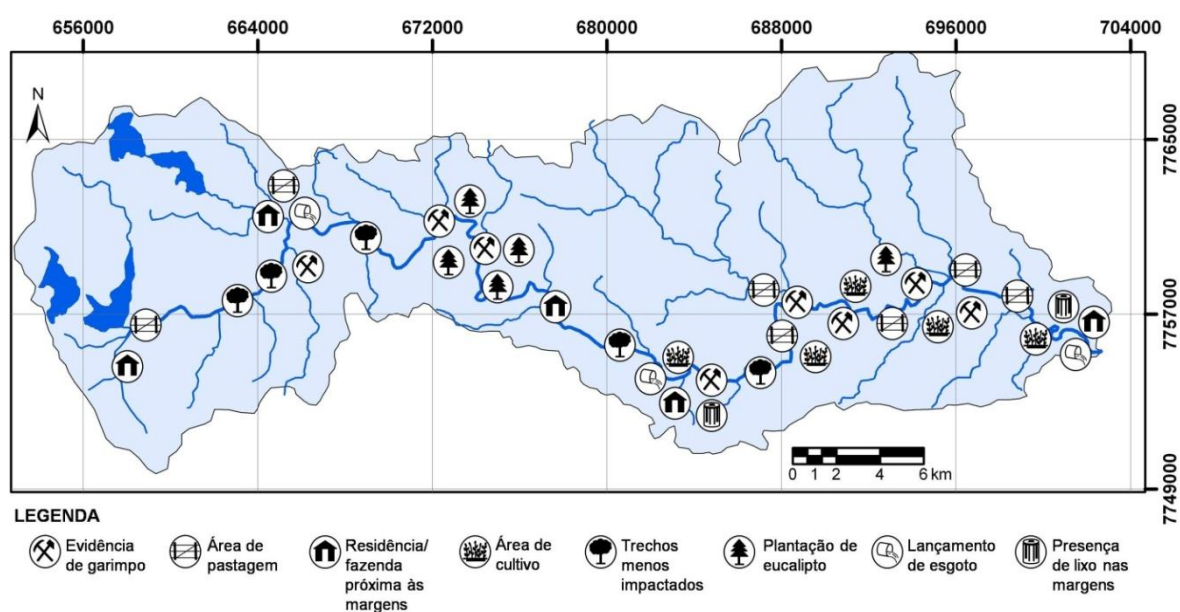 656000 664000 672000 680000 688000 696000 704000
N
7765000
7757000
7749000
0 1 2 4 6 km
LEGENDA
Evidência
de garimpo
Área de
pastagem
Residência/
fazenda
próxima às
margens
Área de
cultivo
Trechos
menos
impactados
Plantação de
eucalipto
Lançamento
de esgoto
Presença
de lixo nas
margens